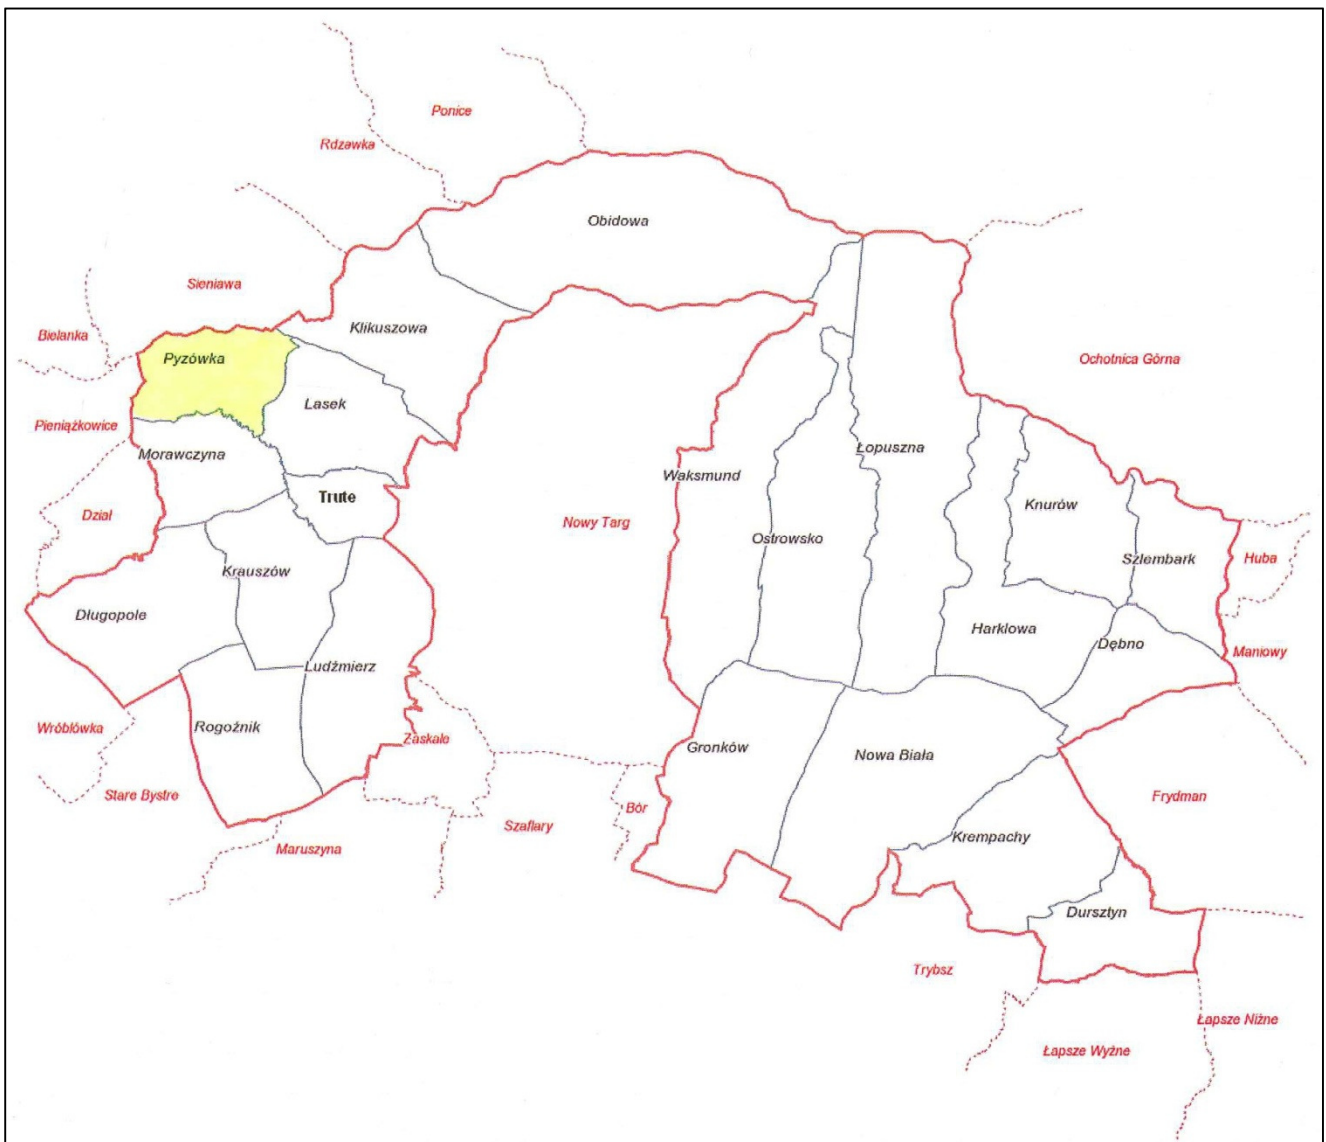 Ponice
Rdzawka
Obidowa
Sieniawa
Klikuszowa
Bielanka
Pyzówka
Ochotnica Górna
Lasek
Pieniążkowice
Morawczyna
Łopuszna
Waksmund
Trute
Knurów
Dział
Nowy Targ
Ostrowsko
Szlembark
Huba
Krauszów
Długopole
Harklowa
Dębno
Maniowy
Ludźmierz
Wróblówka
Rogoźnik
Zaskale
Gronków
Nowa Biała
Stare Bystre
Frydman
Bór
Szaflary
Krempachy
Maruszyna
Dursztyn
Trybsz
Łapsze Niżne
Łapsze Wyżne